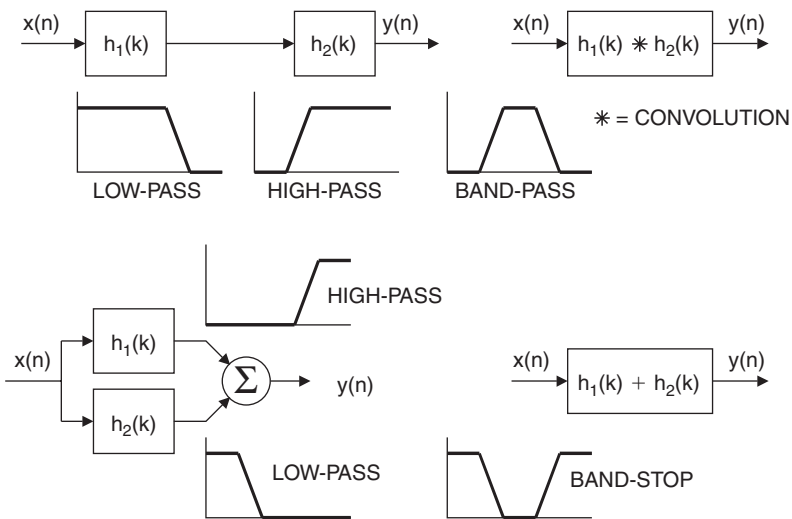 x(n)
h₁(k)
h₂(k)
y(n)
x(n)
h₁(k) ∗ h₂(k)
y(n)
∗ = CONVOLUTION
LOW-PASS
HIGH-PASS
BAND-PASS
HIGH-PASS
x(n)
h₁(k)
h₂(k)
Σ
y(n)
x(n)
h₁(k) + h₂(k)
y(n)
LOW-PASS
BAND-STOP